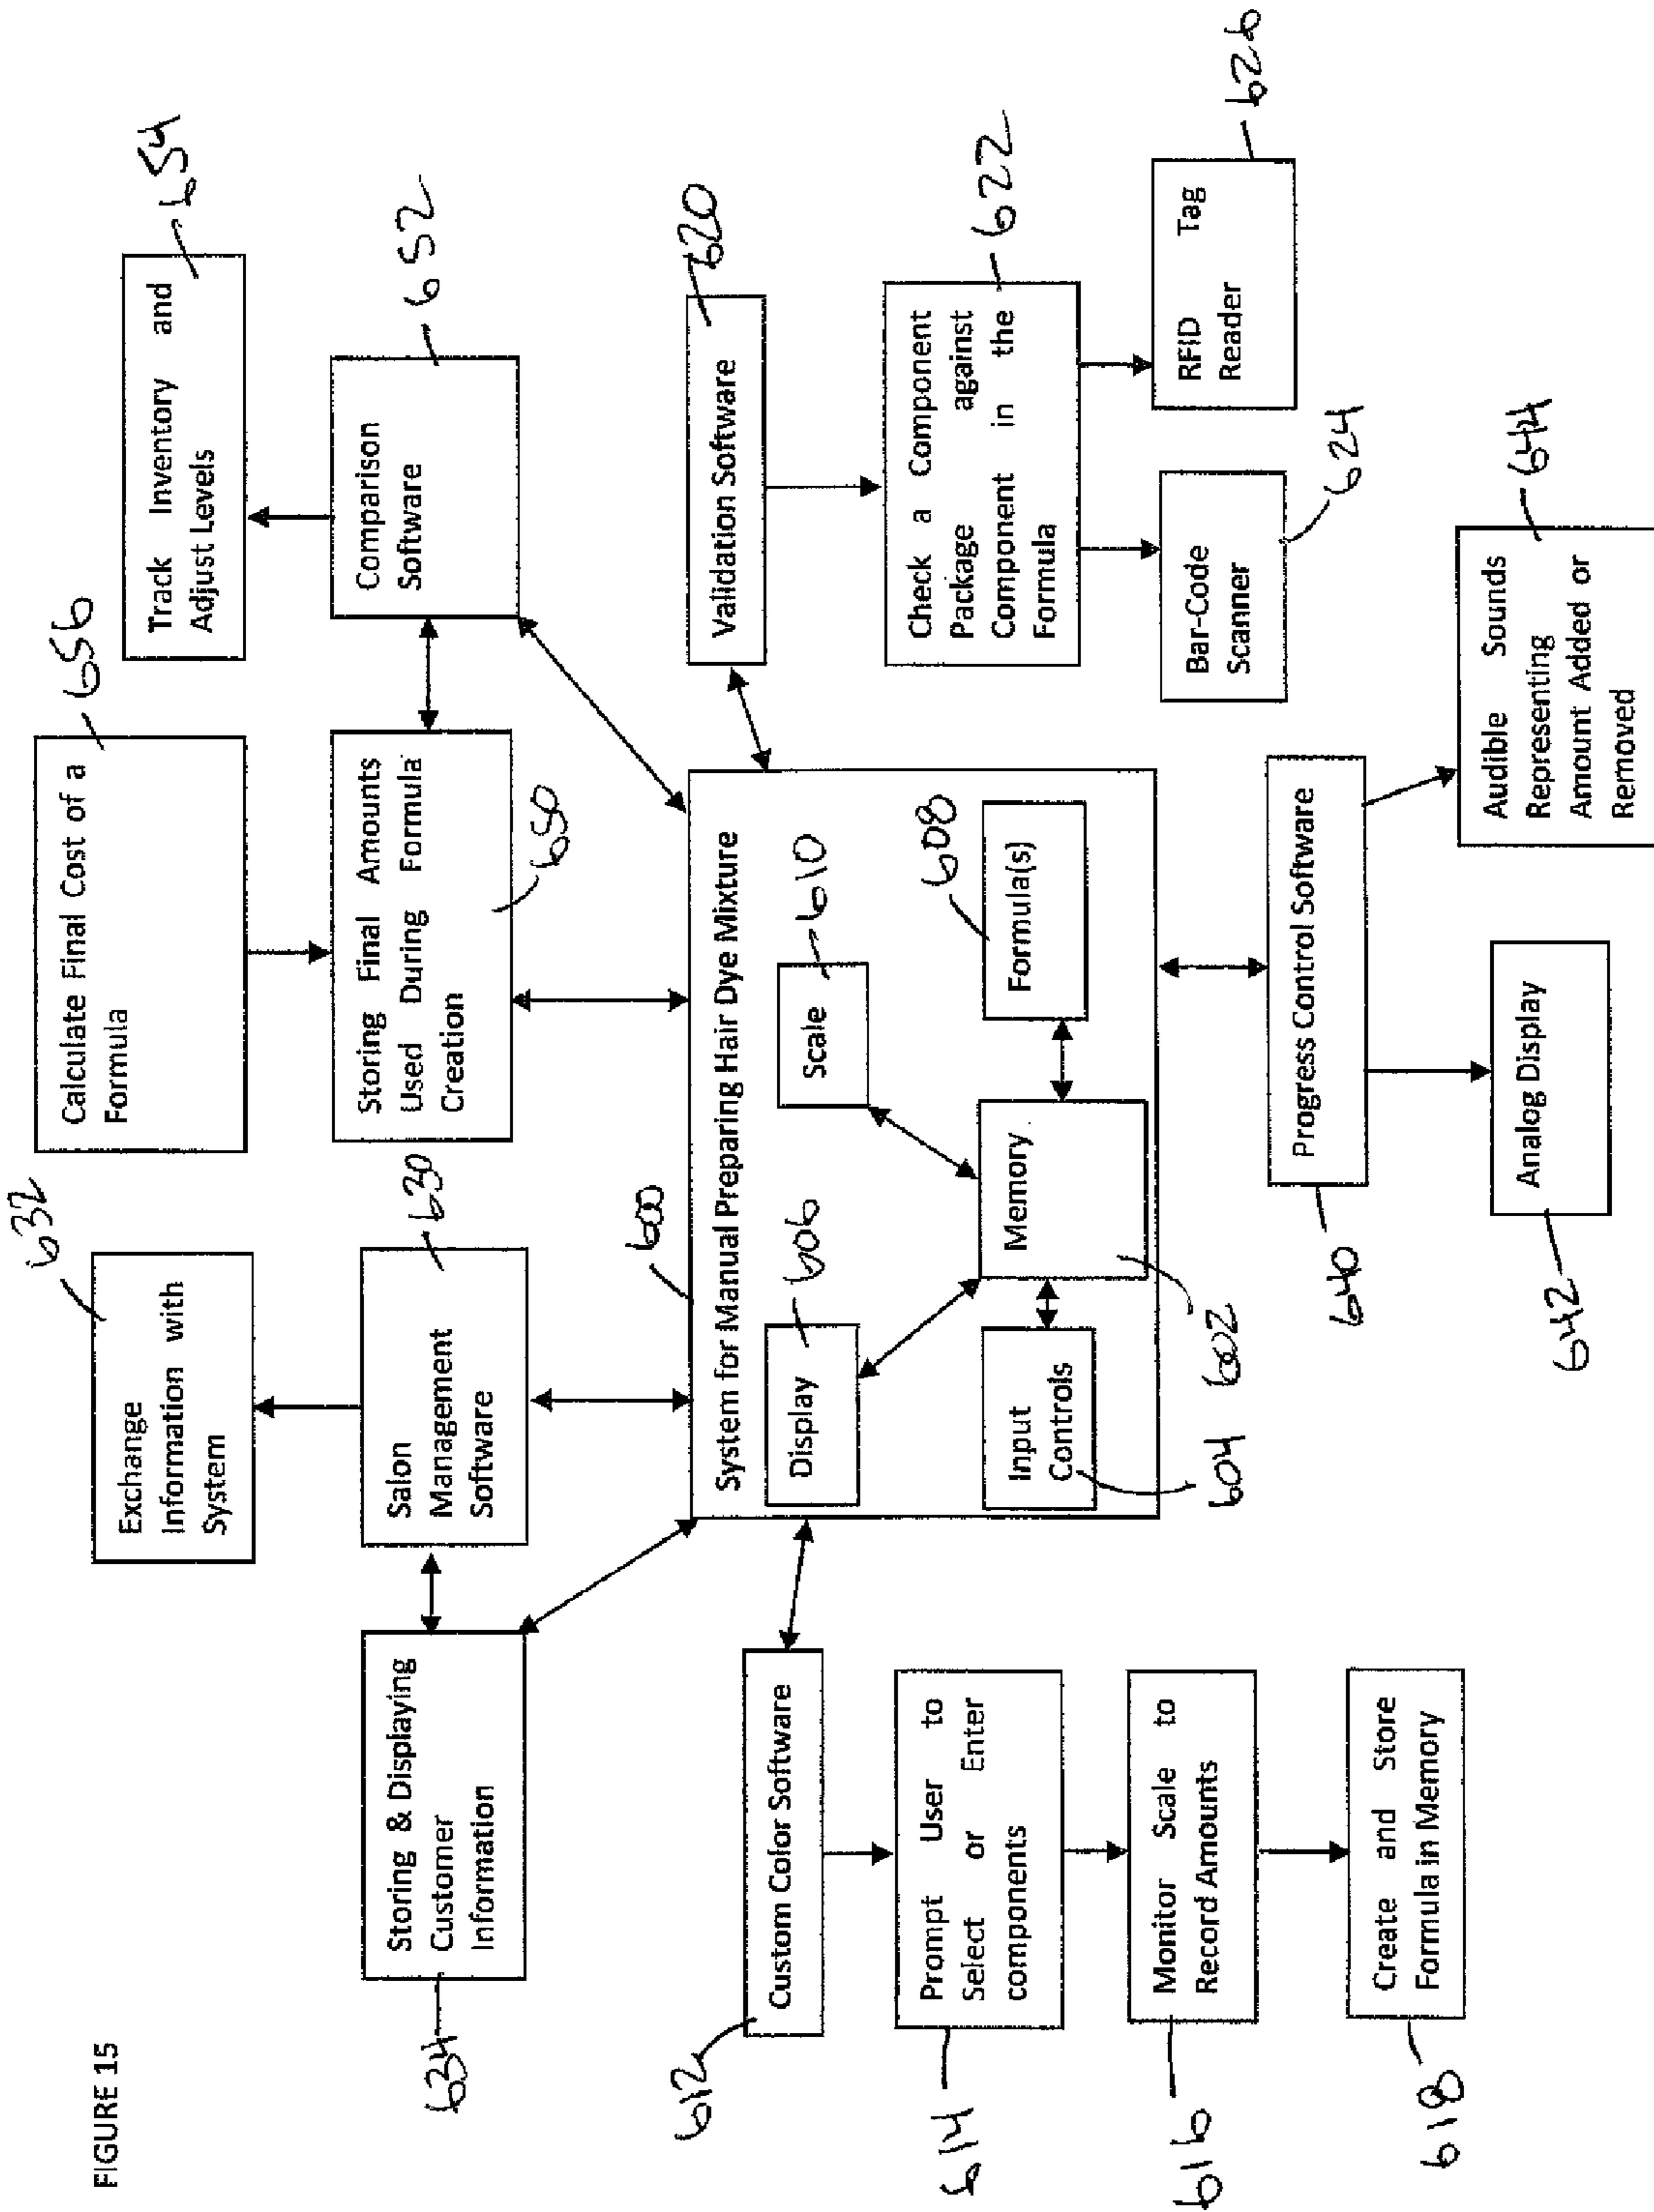 FIGURE 15
632
Exchange
Information with
System
656
Calculate Final Cost of a
Formula
654
Track Inventory and
Adjust Levels
634
Storing & Displaying
Customer
Information
630
Salon
Management
Software
Storing Final Amounts
Used During Formula
Creation
650
Comparison
Software
652
600
System for Manual Preparing Hair Dye Mixture
Display
606
Scale
610
Input
Controls
604
Memory
602
Formula(s)
608
612
Custom Color Software
614
Prompt User to
Select or Enter
components
616
Monitor Scale to
Record Amounts
618
Create and Store
Formula in Memory
620
Validation Software
622
Check a Component
Package against
Component in the
Formula
Bar-Code
Scanner
624
RFID Tag
Reader
626
640
Progress Control Software
642
Analog Display
644
Audible Sounds
Representing
Amount Added or
Removed